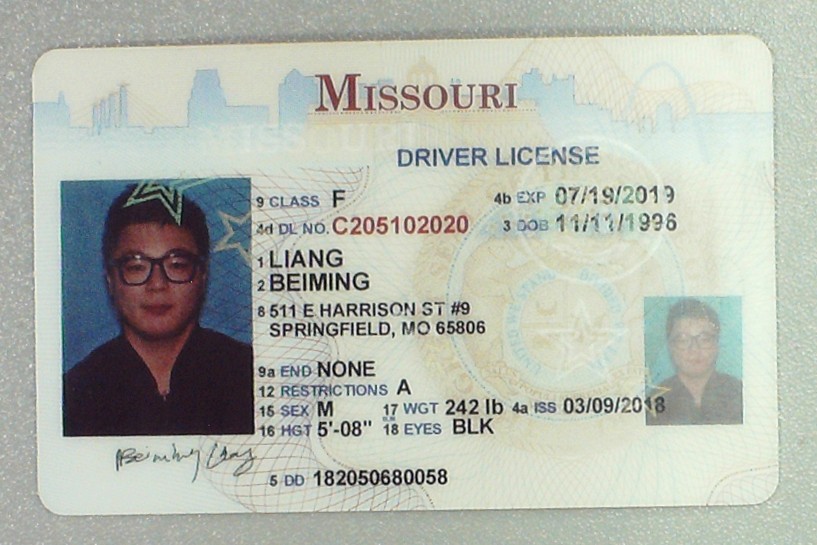 MISSOURI
DRIVER LICENSE
9 CLASS F 4b EXP 07/19/2019
4d DL NO. C205102020 3 DOB 11/11/1996
1 LIANG
2 BEIMING
8 511 E HARRISON ST #9
SPRINGFIELD, MO 65806
9a END NONE
12 RESTRICTIONS A
15 SEX M 17 WGT 242 lb 4a ISS 03/09/2018
16 HGT 5'-08" 18 EYES BLK
Beiming Liang
5 DD 182050680058